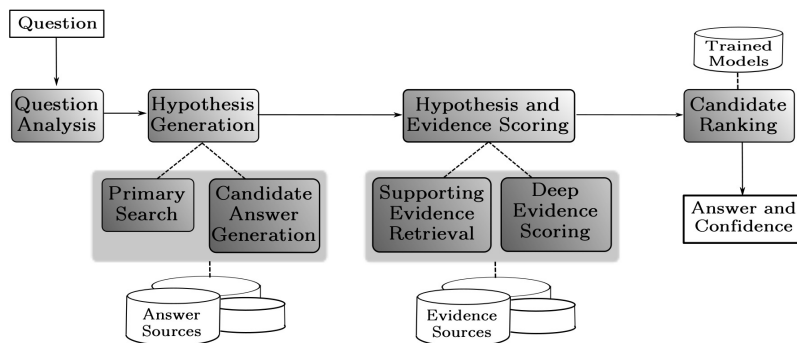 Question
Question
Analysis
Hypothesis
Generation
Hypothesis and
Evidence Scoring
Trained
Models
Candidate
Ranking
Primary
Search
Candidate
Answer
Generation
Supporting
Evidence
Retrieval
Deep
Evidence
Scoring
Answer and
Confidence
Answer
Sources
Evidence
Sources